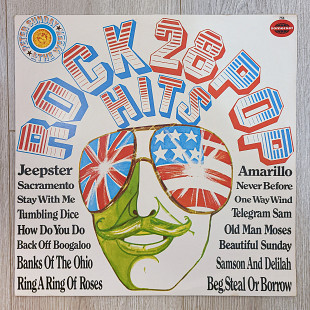 SUNDAY
28
ROCK POP
HITS
somerset
Jeepster
Sacramento
Stay With Me
Tumbling Dice
How Do You Do
Back Off Boogaloo
Banks Of The Ohio
Ring A Ring Of Roses
Amarillo
Never Before
One Way Wind
Telegram Sam
Old Man Moses
Beautiful Sunday
Samson And Delilah
Beg, Steal Or Borrow